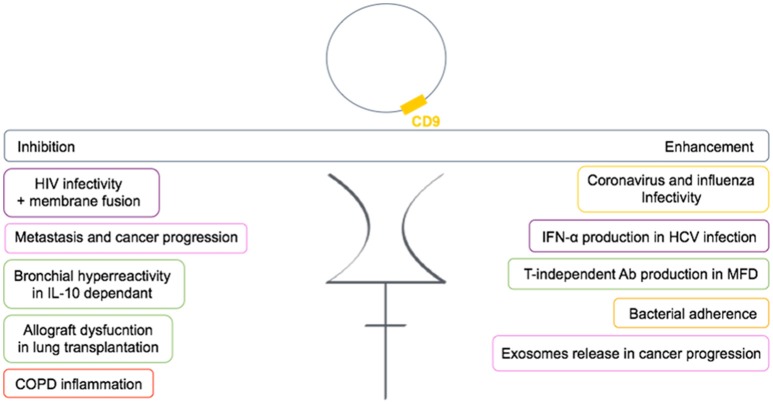 CD9
Inhibition
Enhancement
HIV infectivity
+ membrane fusion
Metastasis and cancer progression
Bronchial hyperreactivity
in IL-10 dependant
Allograft dysfucntion
in lung transplantation
COPD inflammation
Coronavirus and influenza
Infectivity
IFN-α production in HCV infection
T-independent Ab production in MFD
Bacterial adherence
Exosomes release in cancer progression